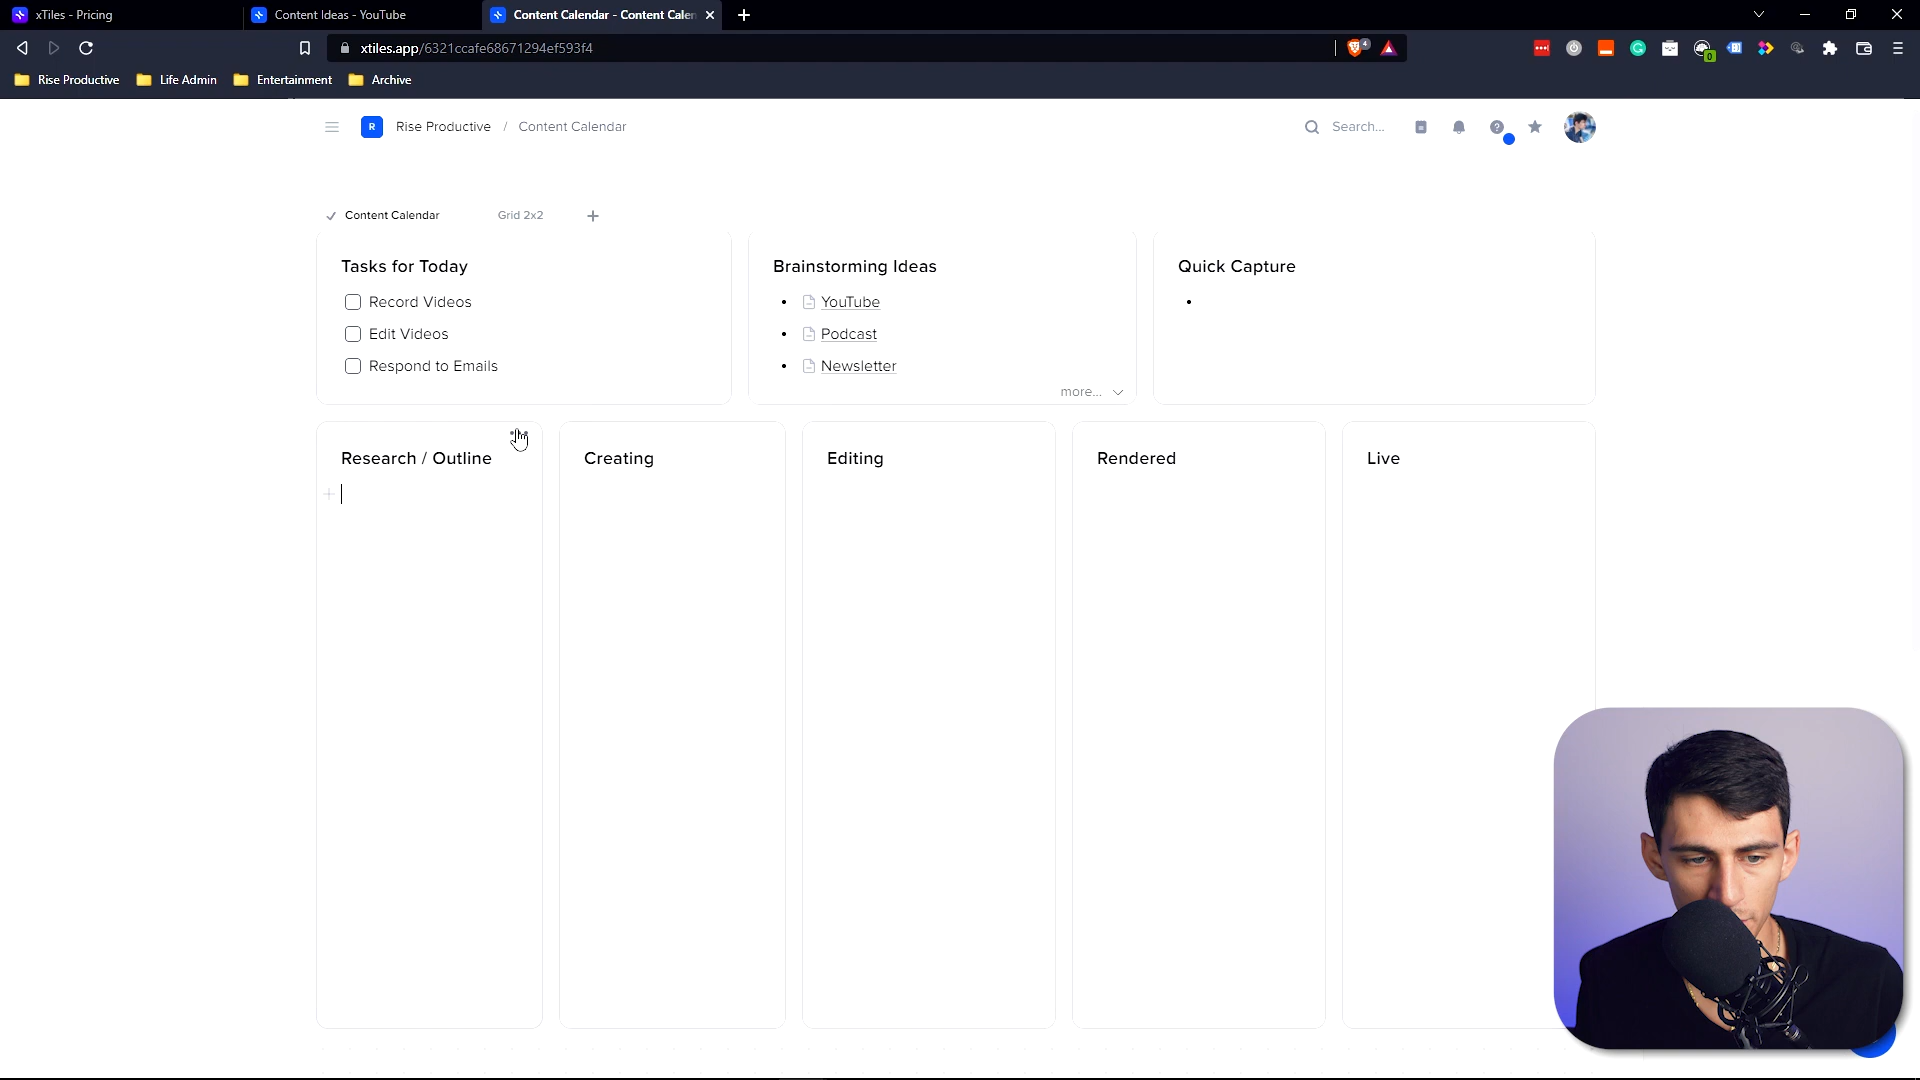 xTiles - Pricing
Content Ideas - YouTube
Content Calendar - Content Calen
xtiles.app/6321ccafe68671294ef593f4
4
0
Rise Productive
Life Admin
Entertainment
Archive
R
Rise Productive / Content Calendar
Search...
?
Content Calendar
Grid 2x2
Tasks for Today
Record Videos
Edit Videos
Respond to Emails
Brainstorming Ideas
• YouTube
• Podcast
• Newsletter
more...
Quick Capture
•
Research / Outline
Creating
Editing
Rendered
Live